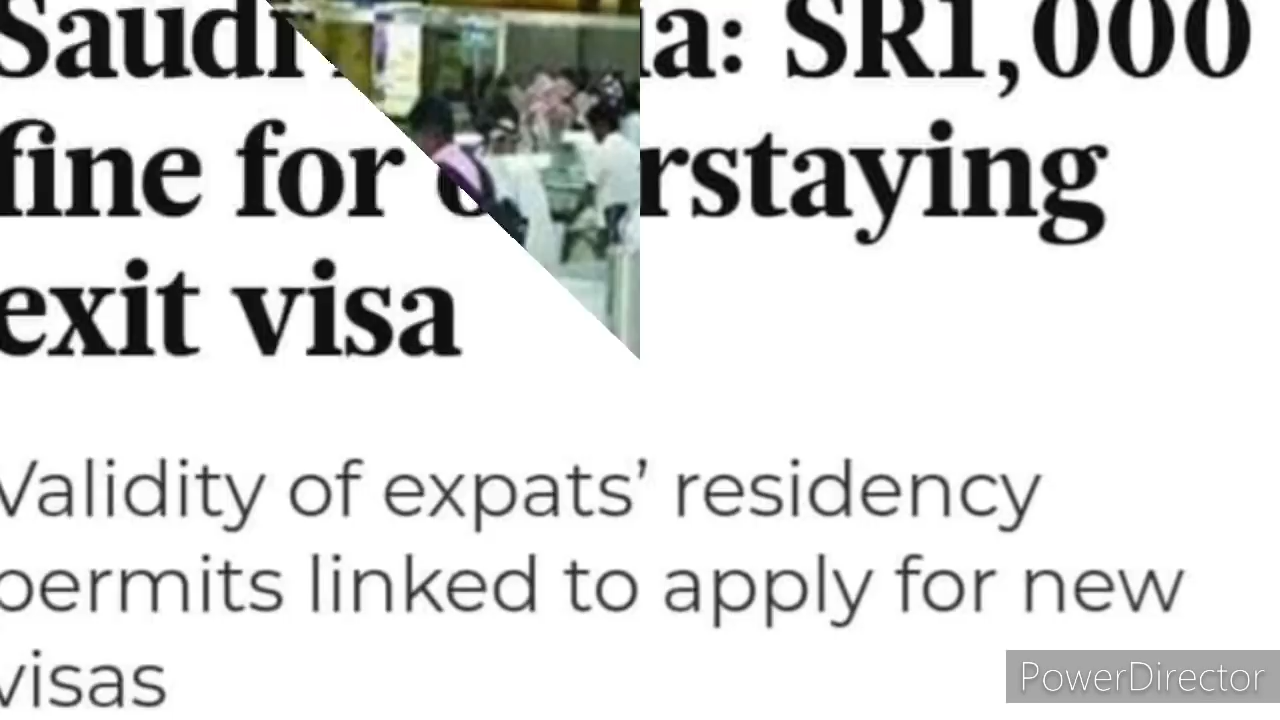 Saudi a: SR1,000
fine for rstaying
exit visa
Validity of expats’ residency
permits linked to apply for new
visas
PowerDirector